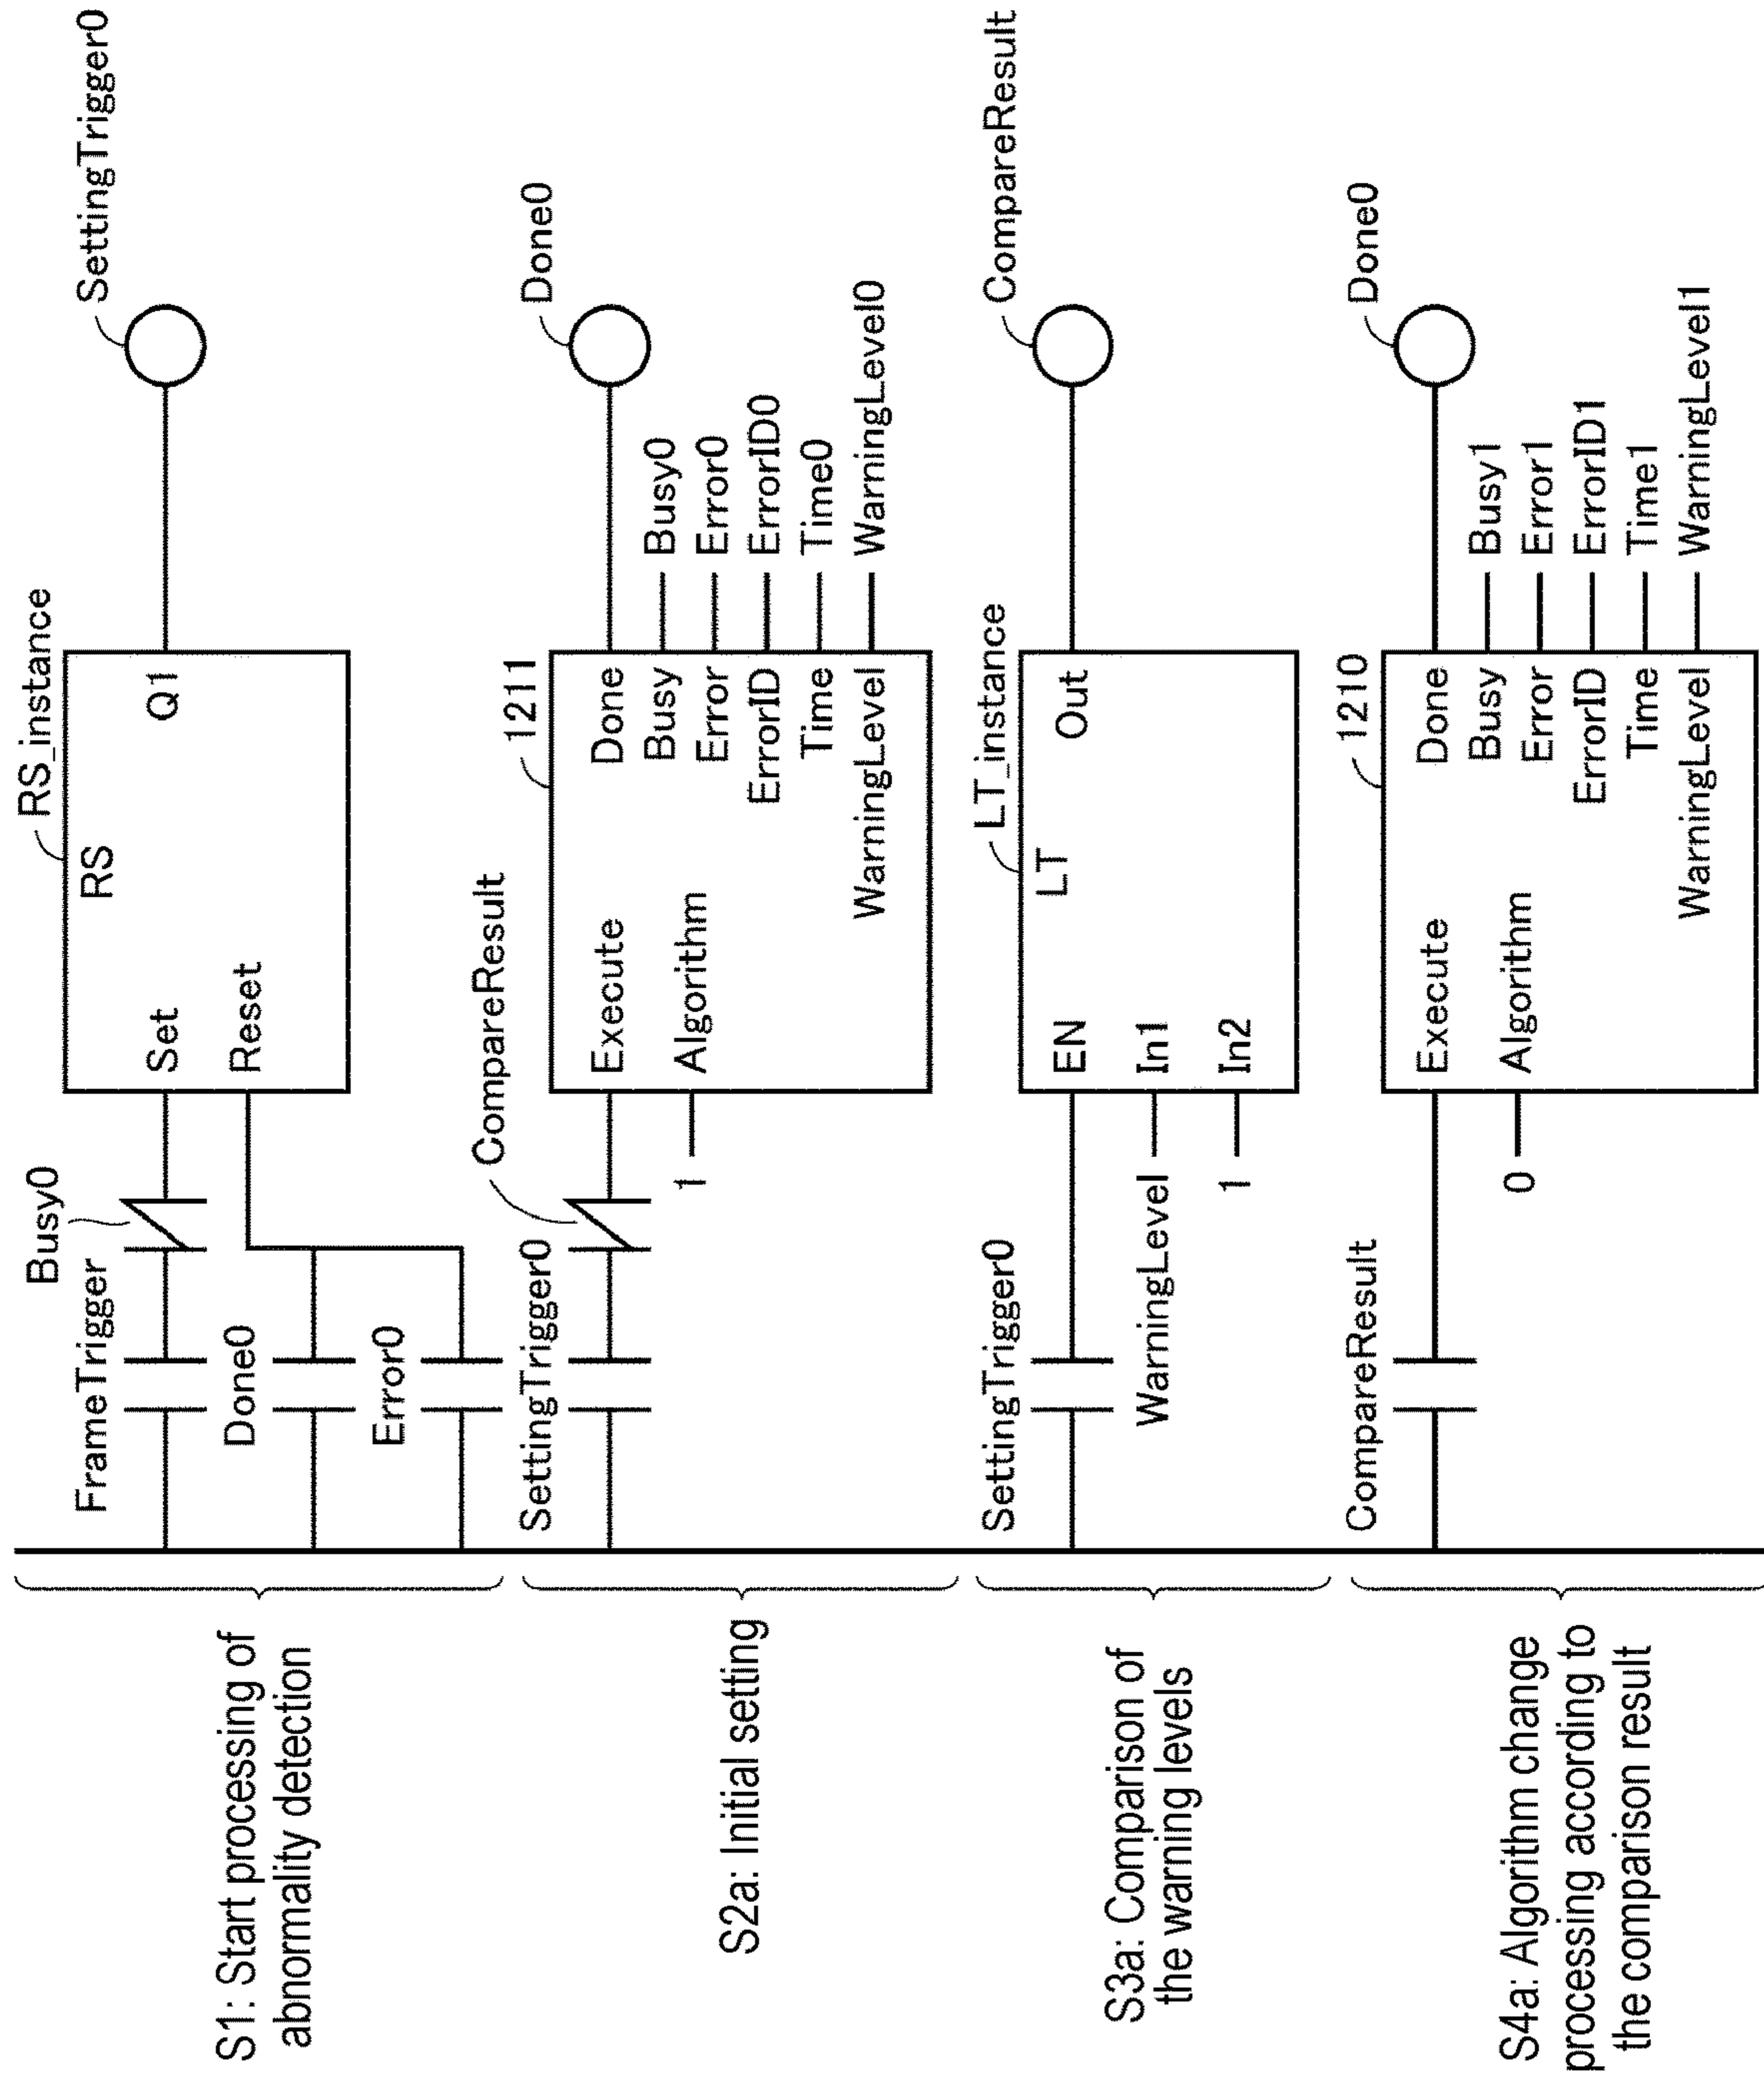 S1: Start processing of
abnormality detection
FrameTrigger
Busy0
Done0
Error0
RS_instance
RS
Set
Reset
Q1
SettingTrigger0
S2a: Initial setting
SettingTrigger0
CompareResult
1
1211
Execute
Algorithm
Done
Busy
Error
ErrorID
Time
WarningLevel
Done0
Busy0
Error0
ErrorID0
Time0
WarningLevel0
S3a: Comparison of
the warning levels
SettingTrigger0
WarningLevel
1
LT_instance
LT
EN
In1
In2
Out
CompareResult
S4a: Algorithm change
processing according to
the comparison result
CompareResult
0
1210
Execute
Algorithm
Done
Busy
Error
ErrorID
Time
WarningLevel
Done0
Busy1
Error1
ErrorID1
Time1
WarningLevel1